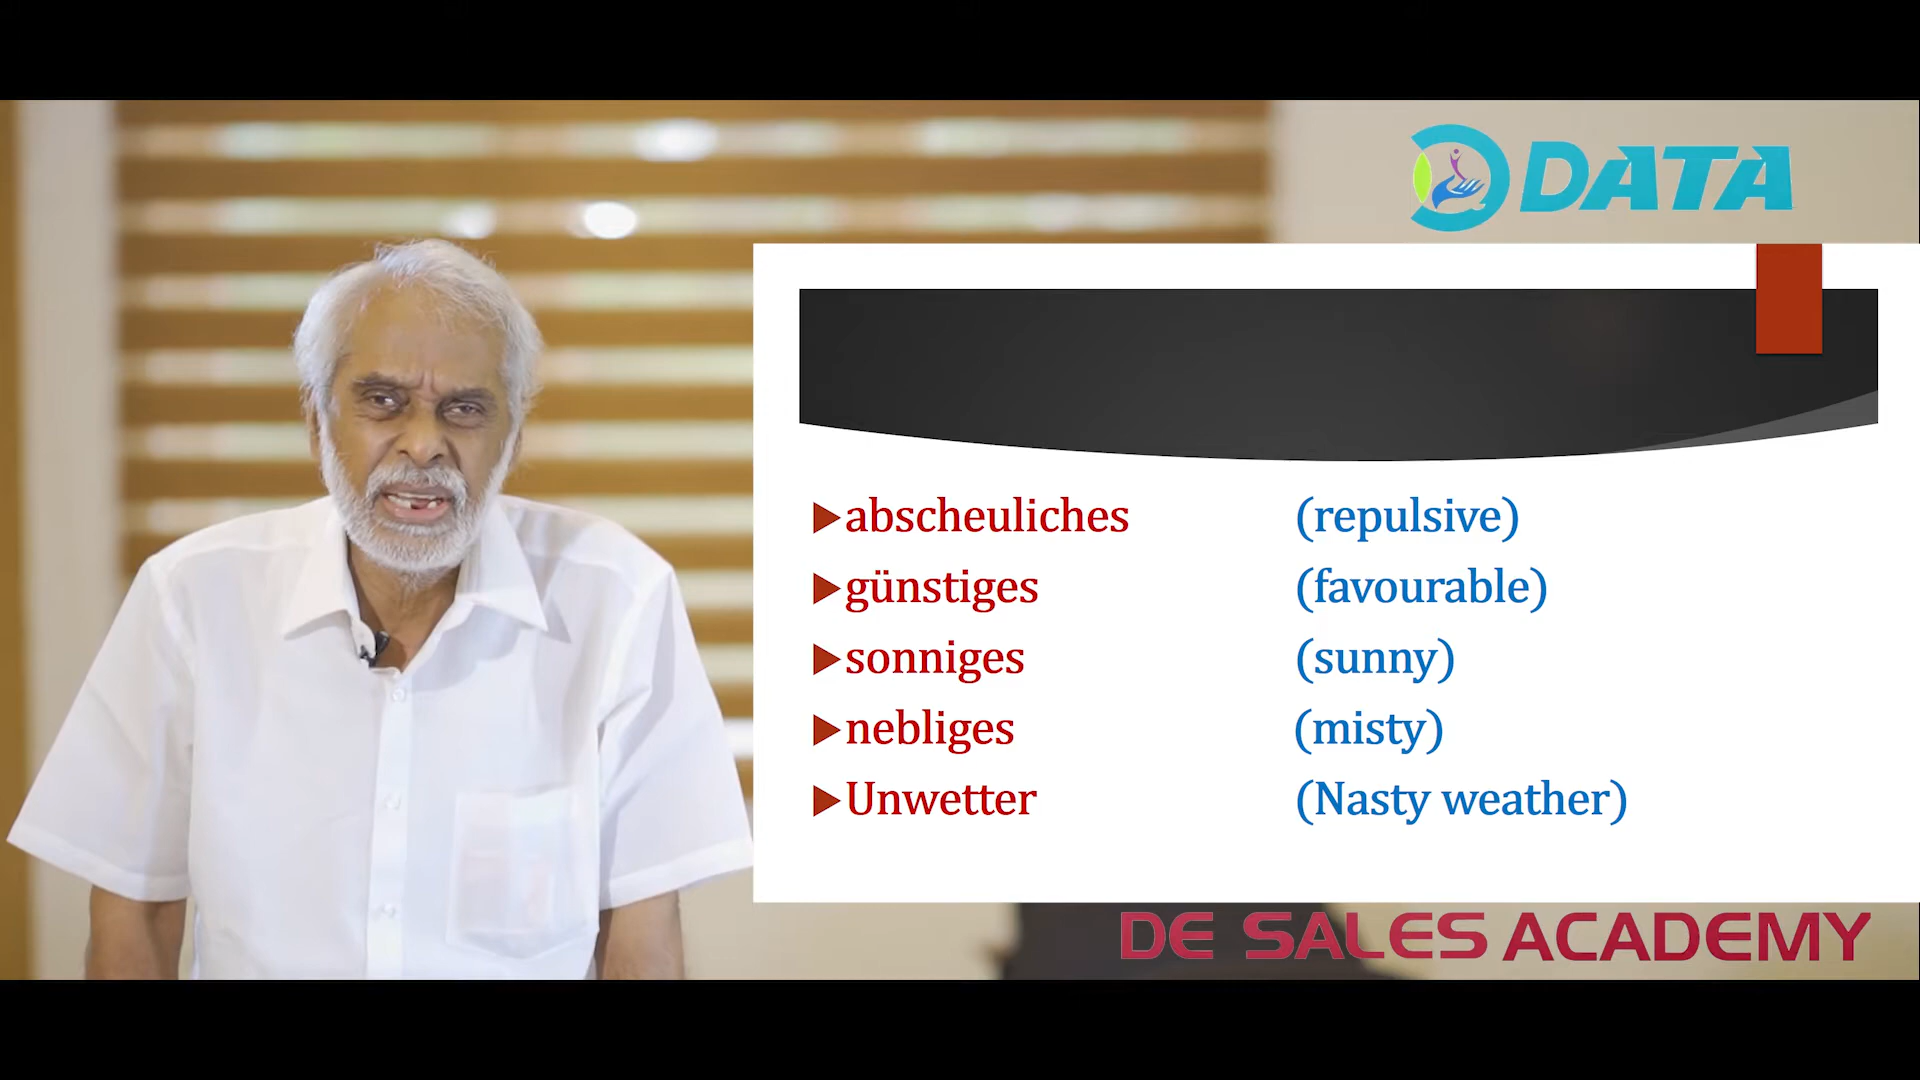 DATA
abscheuliches (repulsive)
günstiges (favourable)
sonniges (sunny)
nebliges (misty)
Unwetter (Nasty weather)
DE SALES ACADEMY